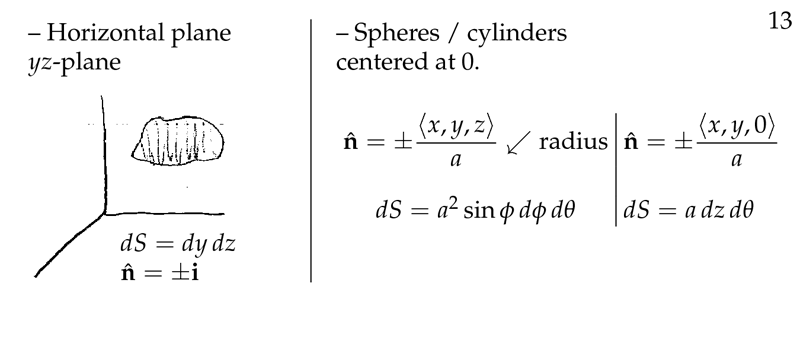 13
– Horizontal plane
yz-plane
dS = dy dz
n̂ = ±i
– Spheres / cylinders
centered at 0.
n̂ = ±⟨x, y, z⟩/a ↙ radius
dS = a² sin ϕ dϕ dθ
n̂ = ±⟨x, y, 0⟩/a
dS = a dz dθ